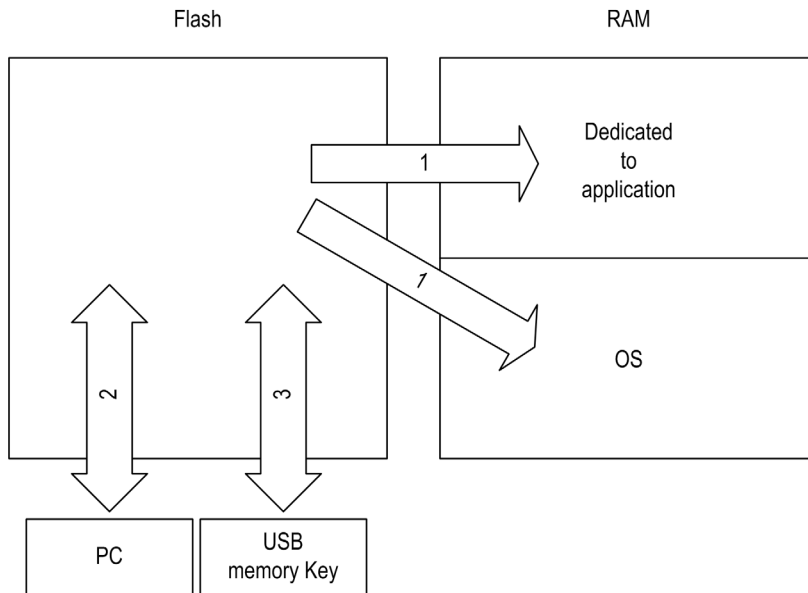 Flash
RAM
Dedicated
to
application
1
1
OS
2
3
PC
USB
memory Key